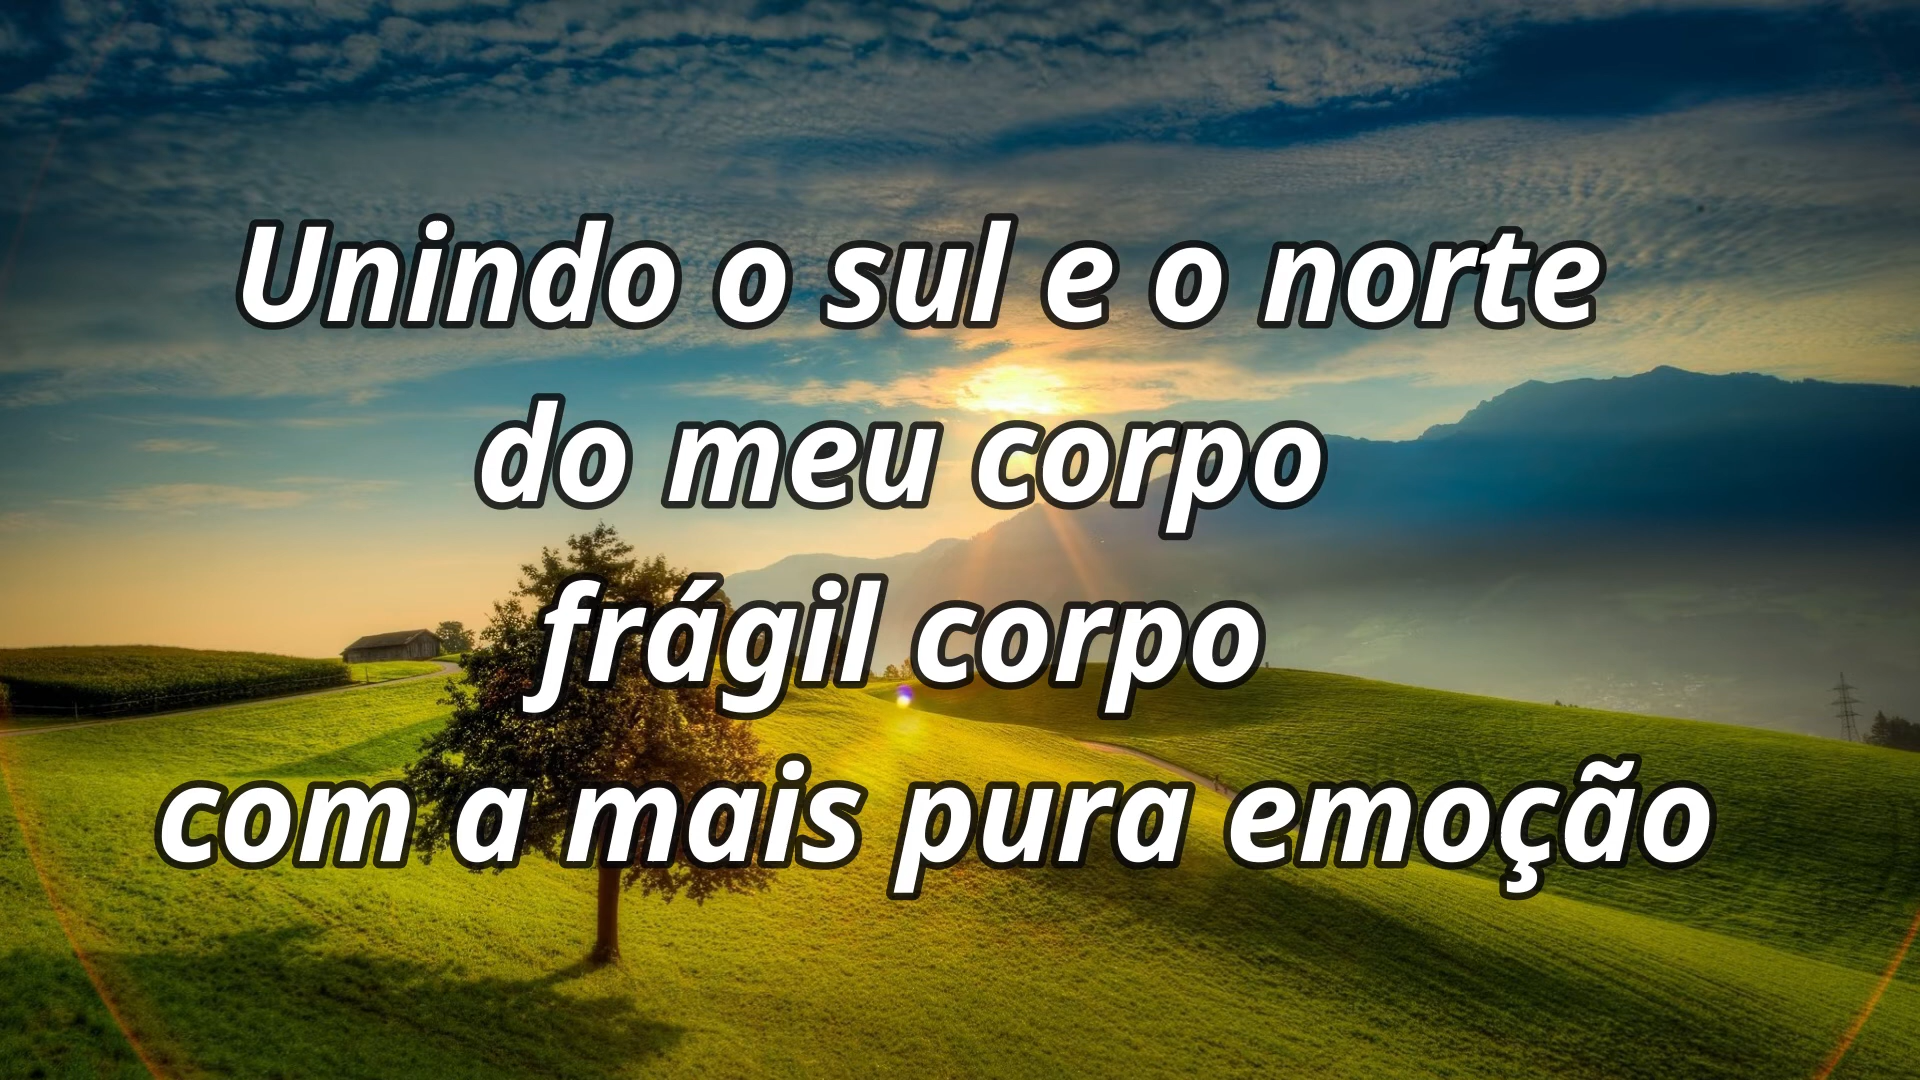 Unindo o sul e o norte
do meu corpo
frágil corpo
com a mais pura emoção